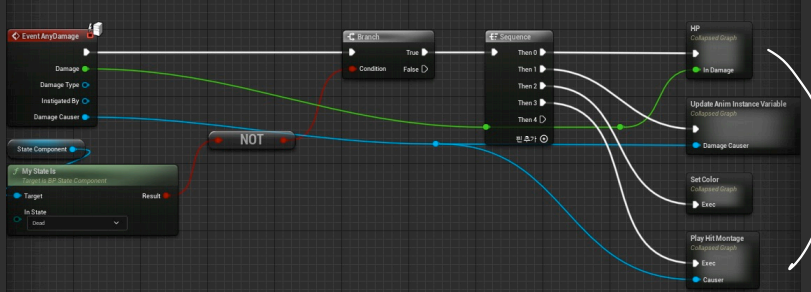 Event AnyDamage
Damage
Damage Type
Instigated By
Damage Causer
State Component
My State Is
Target is BP State Component
Target
Result
In State
Dead
NOT
Branch
True
Condition
False
Sequence
Then 0
Then 1
Then 2
Then 3
Then 4
핀 추가
HP
Collapsed Graph
In Damage
Update Anim Instance Variable
Collapsed Graph
Damage Causer
Set Color
Collapsed Graph
Exec
Play Hit Montage
Collapsed Graph
Exec
Causer